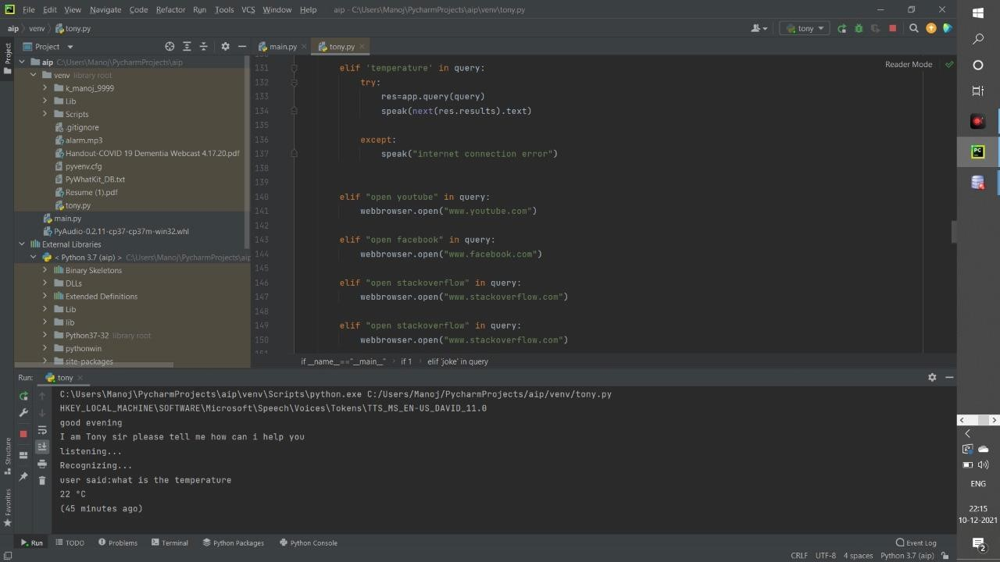 File Edit View Navigate Code Refactor Run Tools VCS Window Help aip - C:\Users\Manoj\PycharmProjects\aip\venv\tony.py
aip venv tony.py
tony
Project
main.py
tony.py
Project
aip C:\Users\Manoj\PycharmProjects\aip
venv library root
k_manoj_9999
Lib
Scripts
.gitignore
alarm.mp3
Handout-COVID 19 Dementia Webcast 4.17.20.pdf
pyvenv.cfg
PyWhatKit_DB.txt
Resume (1).pdf
tony.py
main.py
PyAudio-0.2.11-cp37-cp37m-win32.whl
External Libraries
< Python 3.7 (aip) > C:\Users\Manoj\PycharmProjects\aip
Binary Skeletons
DLLs
Extended Definitions
Lib
lib
Python37-32 library root
pythonwin
site-packages
Reader Mode
131 elif 'temperature' in query:
132 try:
133 res=app.query(query)
134 speak(next(res.results).text)
135
136 except:
137 speak("internet connection error")
138
139
140 elif "open youtube" in query:
141 webbrowser.open("www.youtube.com")
142
143 elif "open facebook" in query:
144 webbrowser.open("www.facebook.com")
145
146 elif "open stackoverflow" in query:
147 webbrowser.open("www.stackoverflow.com")
148
149 elif "open stackoverflow" in query:
150 webbrowser.open("www.stackoverflow.com")
if __name__=="__main__" if 1 elif 'joke' in query
Run: tony
C:\Users\Manoj\PycharmProjects\aip\venv\Scripts\python.exe C:/Users/Manoj/PycharmProjects/aip/venv/tony.py
HKEY_LOCAL_MACHINE\SOFTWARE\Microsoft\Speech\Voices\Tokens\TTS_MS_EN-US_DAVID_11.0
good evening
I am Tony sir please tell me how can i help you
listening...
Recognizing...
user said:what is the temperature
22 °C
(45 minutes ago)
Structure
Favorites
Run TODO Problems Terminal Python Packages Python Console Event Log
CRLF UTF-8 4 spaces Python 3.7 (aip)
PC
ENG
22:15
10-12-2021
2